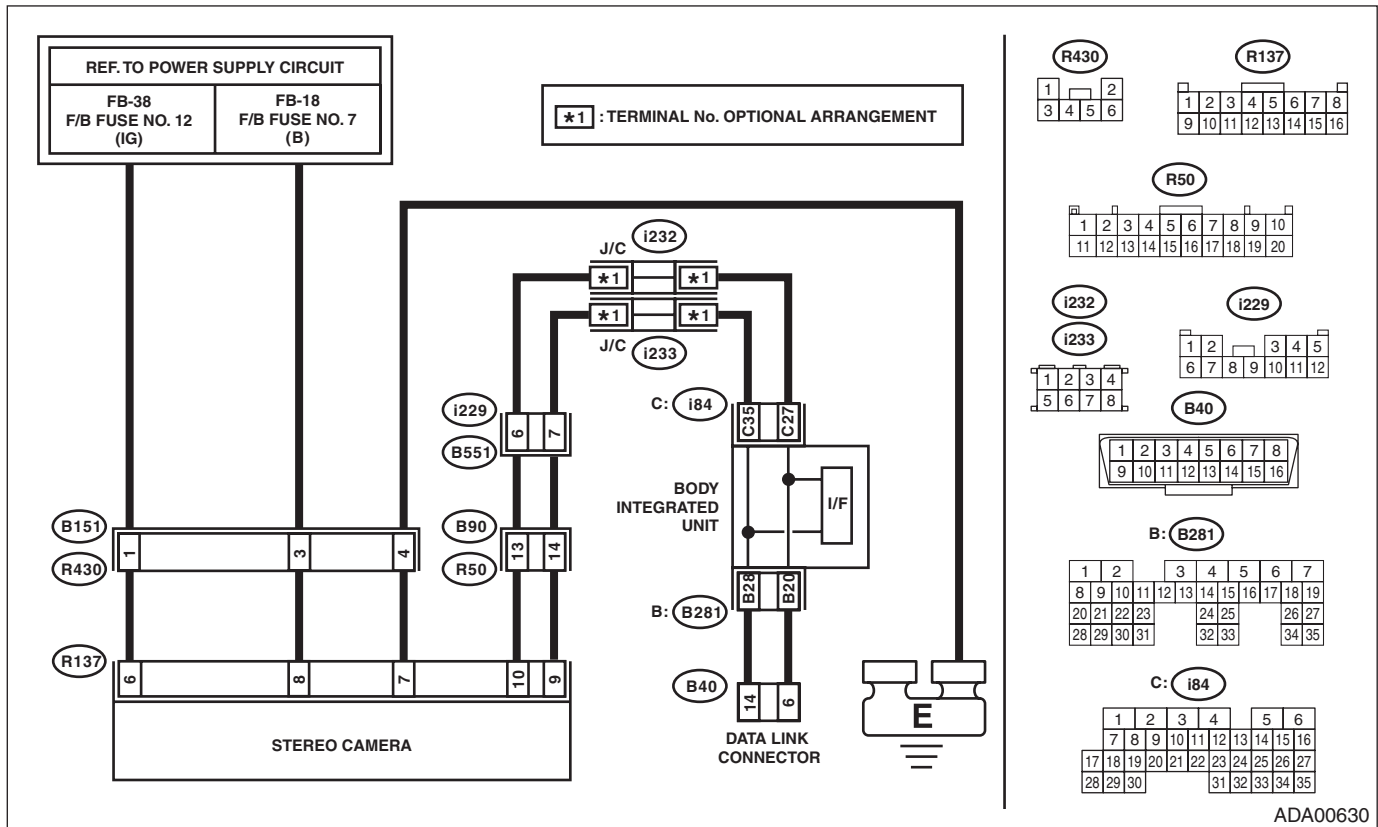 REF. TO POWER SUPPLY CIRCUIT
FB-38
F/B FUSE NO. 12
(IG)
FB-18
F/B FUSE NO. 7
(B)
*1 : TERMINAL No. OPTIONAL ARRANGEMENT
J/C i232
*1 *1
*1 *1
J/C i233
i229
6 7
B551
C: i84
C35 C27
BODY
INTEGRATED
UNIT
I/F
B151
1 3 4
R430
B90
13 14
R50
B28 B20
B: B281
R137
6 8 7 10 9
STEREO CAMERA
B40
14 6
DATA LINK
CONNECTOR
E
R430
1 2
3 4 5 6
R137
1 2 3 4 5 6 7 8
9 10 11 12 13 14 15 16
R50
1 2 3 4 5 6 7 8 9 10
11 12 13 14 15 16 17 18 19 20
i232
i233
1 2 3 4
5 6 7 8
i229
1 2 3 4 5
6 7 8 9 10 11 12
B40
1 2 3 4 5 6 7 8
9 10 11 12 13 14 15 16
B: B281
1 2 3 4 5 6 7
8 9 10 11 12 13 14 15 16 17 18 19
20 21 22 23 24 25 26 27
28 29 30 31 32 33 34 35
C: i84
1 2 3 4 5 6
7 8 9 10 11 12 13 14 15 16
17 18 19 20 21 22 23 24 25 26 27
28 29 30 31 32 33 34 35
ADA00630